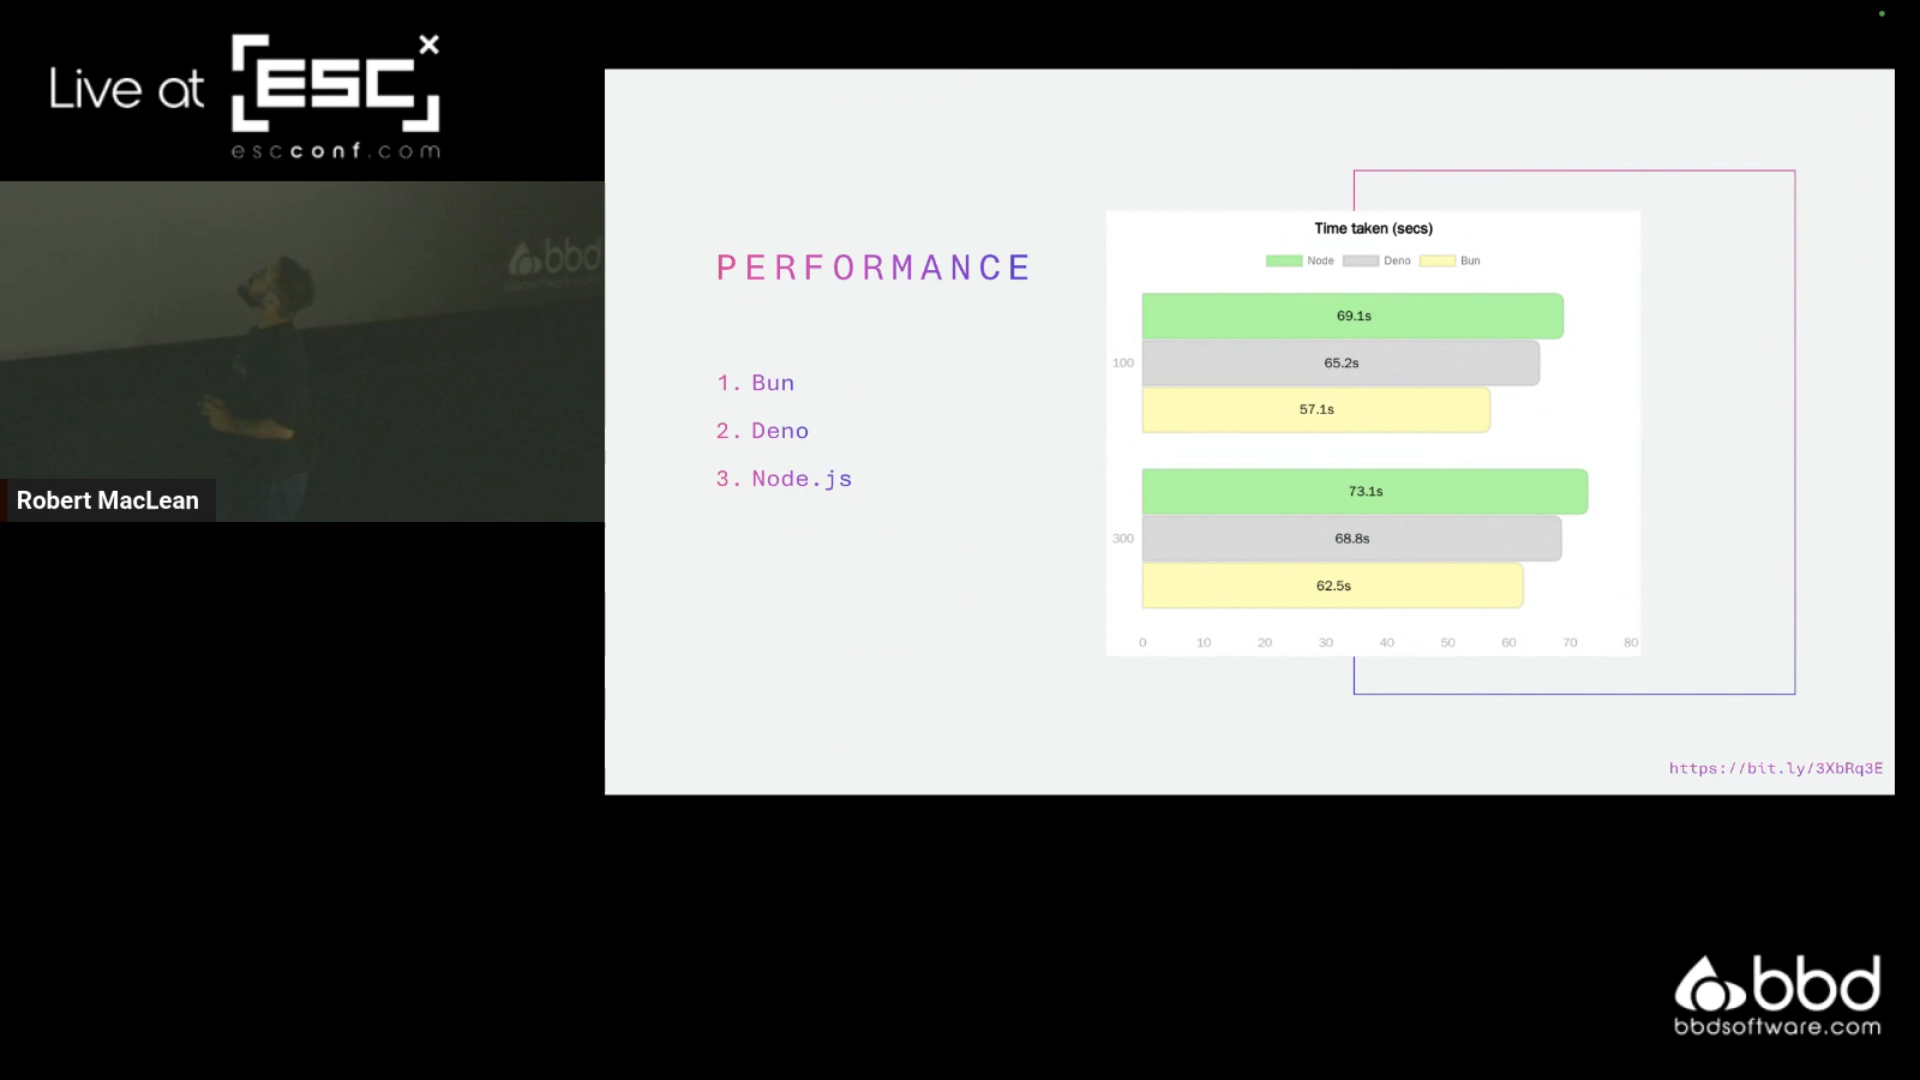 Live at [ESC]x
escconf.com
bbd
Robert MacLean
PERFORMANCE
1. Bun
2. Deno
3. Node.js
Time taken (secs)
Node Deno Bun
69.1s
100 65.2s
57.1s
73.1s
300 68.8s
62.5s
0 10 20 30 40 50 60 70 80
https://bit.ly/3XbRq3E
bbd
bbdsoftware.com